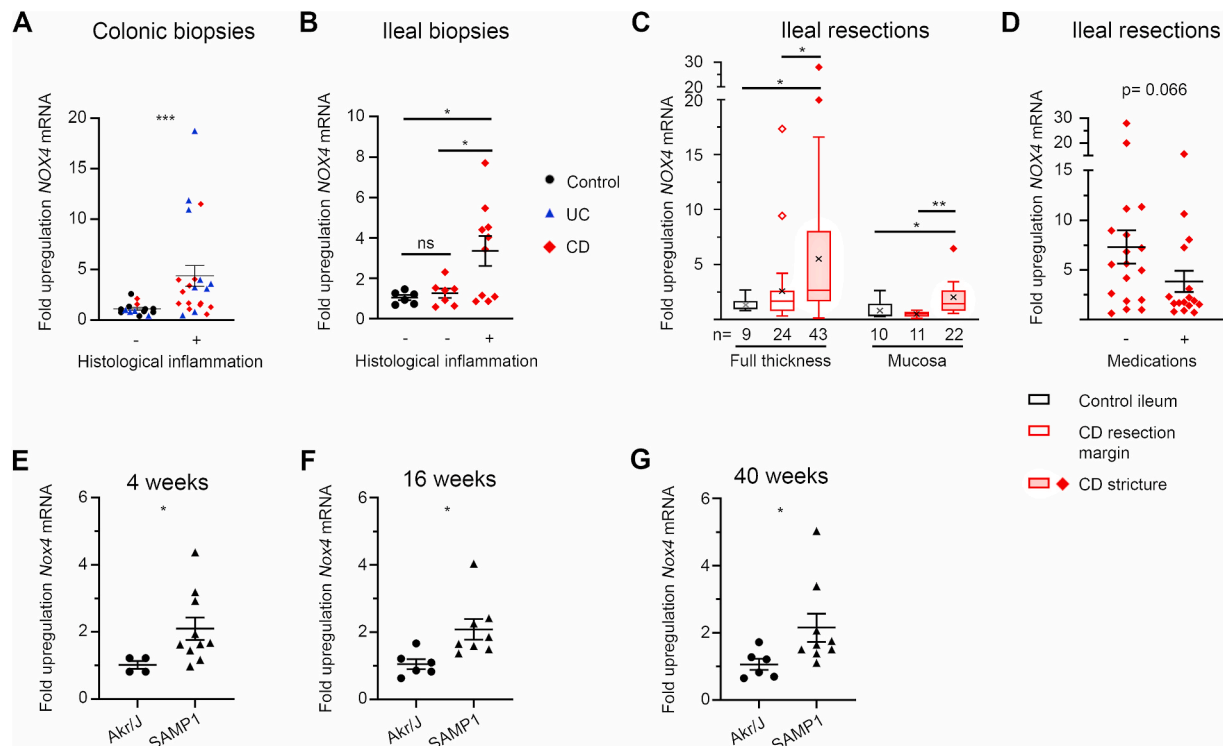 A
Colonic biopsies
Fold upregulation NOX4 mRNA
20
15
10
5
0
***
- +
Histological inflammation
B
Ileal biopsies
Fold upregulation NOX4 mRNA
10
8
6
4
2
0
*
*
ns
- - +
Histological inflammation
Control
UC
CD
C
Ileal resections
Fold upregulation NOX4 mRNA
30
20
20
15
10
5
*
*
**
*
n= 9 24 43 10 11 22
Full thickness Mucosa
D
Ileal resections
Fold upregulation NOX4 mRNA
30
20
15
10
5
p= 0.066
- +
Medications
Control ileum
CD resection
margin
CD stricture
E
4 weeks
Fold upregulation Nox4 mRNA
6
4
2
0
*
Akr/J SAMP1
F
16 weeks
Fold upregulation Nox4 mRNA
6
4
2
0
*
Akr/J SAMP1
G
40 weeks
Fold upregulation Nox4 mRNA
6
4
2
0
*
Akr/J SAMP1